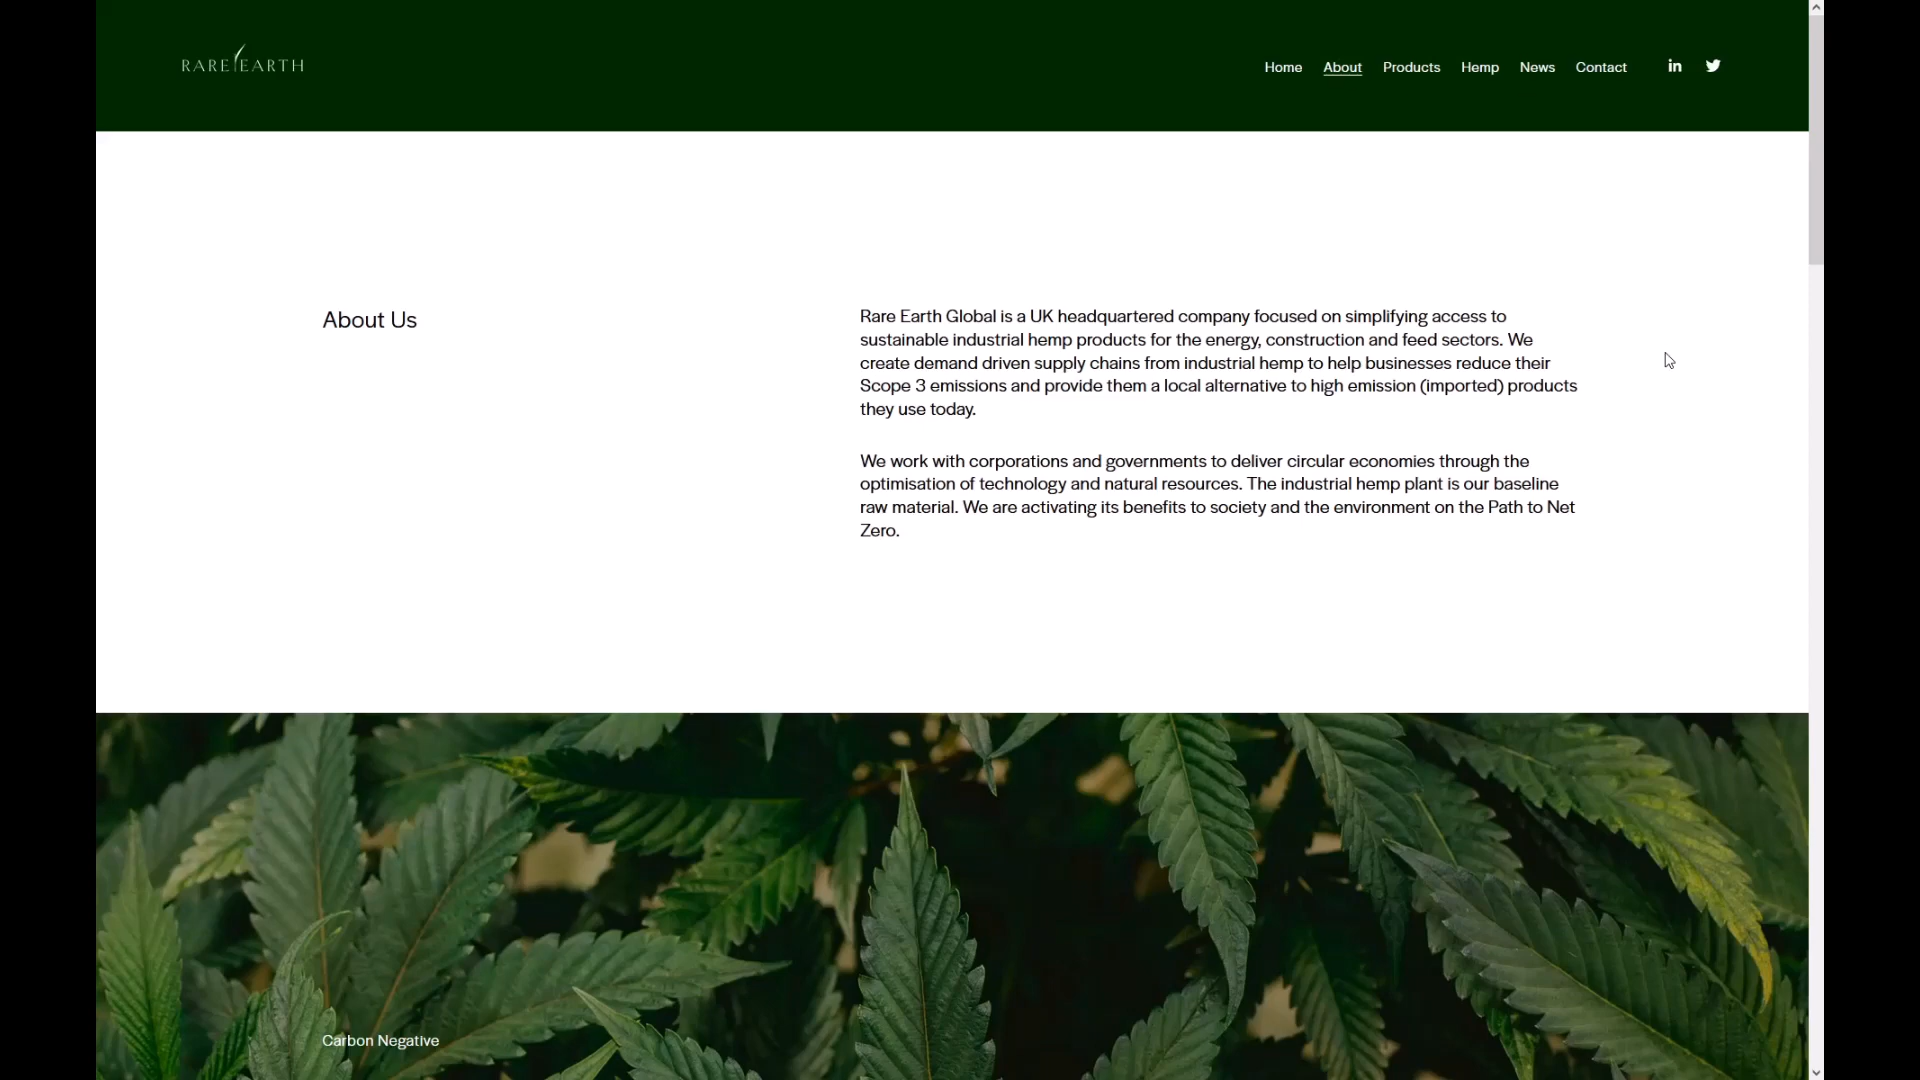 RARE EARTH
Home About Products Hemp News Contact
About Us
Rare Earth Global is a UK headquartered company focused on simplifying access to
sustainable industrial hemp products for the energy, construction and feed sectors. We
create demand driven supply chains from industrial hemp to help businesses reduce their
Scope 3 emissions and provide them a local alternative to high emission (imported) products
they use today.
We work with corporations and governments to deliver circular economies through the
optimisation of technology and natural resources. The industrial hemp plant is our baseline
raw material. We are activating its benefits to society and the environment on the Path to Net
Zero.
Carbon Negative